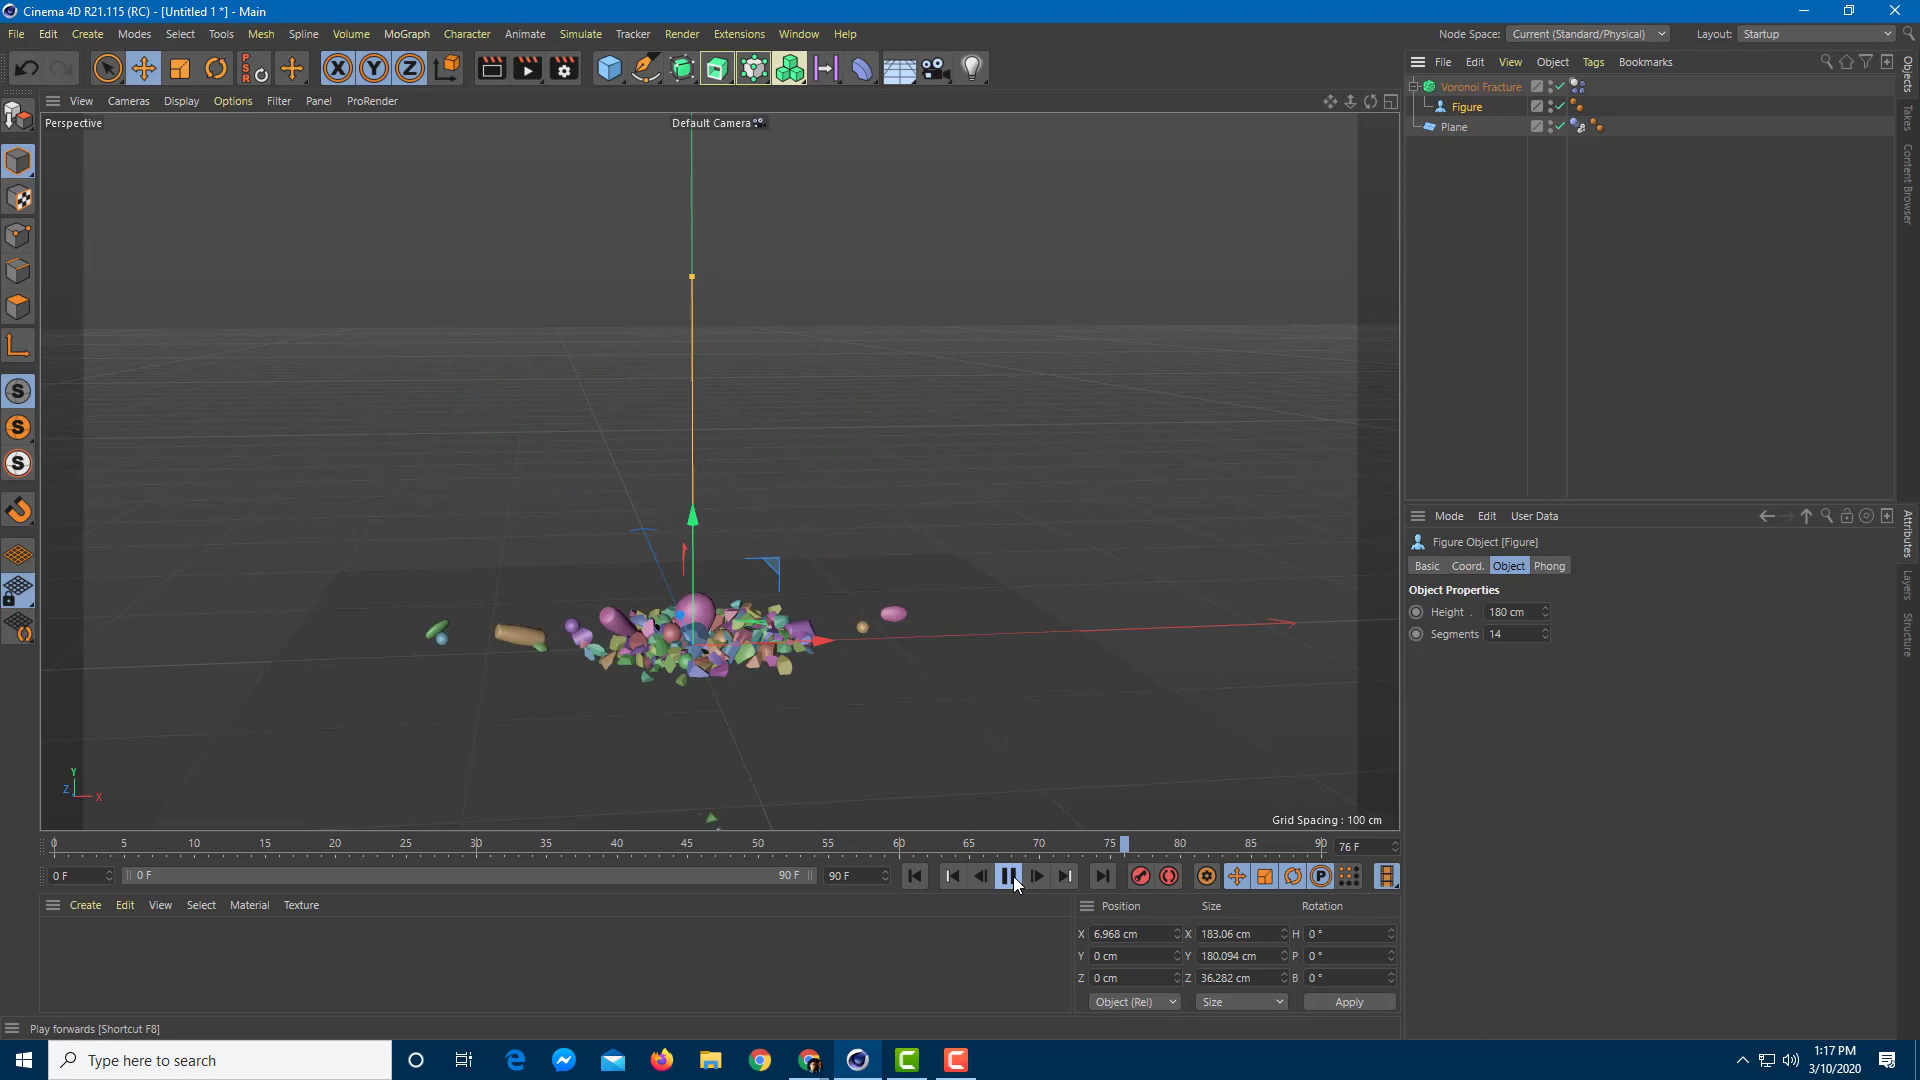 Cinema 4D R21.115 (RC) - [Untitled 1 *] - Main
File Edit Create Modes Select Tools Mesh Spline Volume MoGraph Character Animate Simulate Tracker Render Extensions Window Help
Node Space: Current (Standard/Physical) Layout: Startup
P S R X Y Z
File Edit View Object Tags Bookmarks
View Cameras Display Options Filter Panel ProRender
Perspective
Default Camera
Voronoi Fracture
Figure
Plane
Objects
Takes
Content Browser
S
S
S
Mode Edit User Data
Figure Object [Figure]
Basic Coord. Object Phong
Object Properties
Height . 180 cm
Segments 14
Attributes
Layers
Structure
Y
Z X
Grid Spacing : 100 cm
0 5 10 15 20 25 30 35 40 45 50 55 60 65 70 75 80 85 90 76 F
0 F 0 F 90 F 90 F P
Create Edit View Select Material Texture
Position Size Rotation
X 6.968 cm X 183.06 cm H 0 °
Y 0 cm Y 180.094 cm P 0 °
Z 0 cm Z 36.282 cm B 0 °
Object (Rel) Size Apply
Play forwards [Shortcut F8]
Type here to search
1:17 PM
3/10/2020